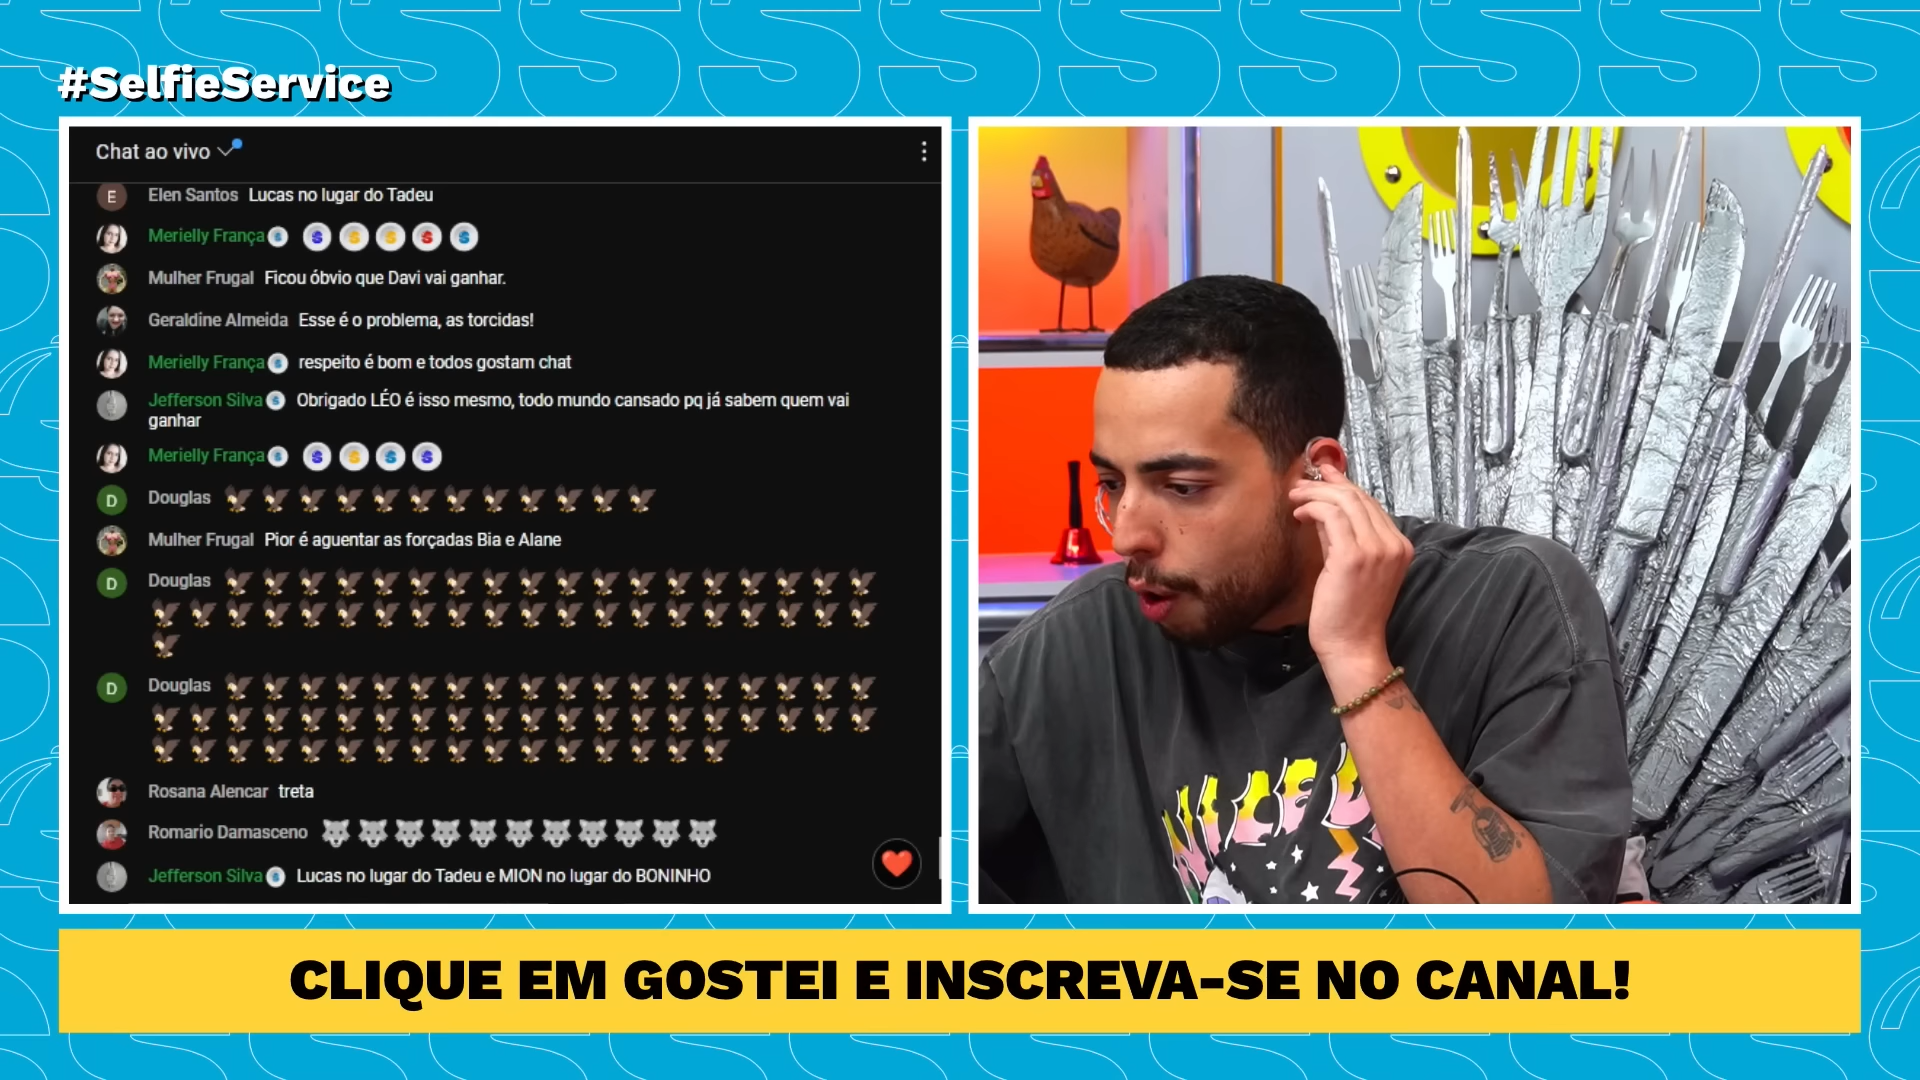 #SelfieService
Chat ao vivo
E Elen Santos Lucas no lugar do Tadeu
Merielly França S S S S S S
Mulher Frugal Ficou óbvio que Davi vai ganhar.
Geraldine Almeida Esse é o problema, as torcidas!
Merielly França S respeito é bom e todos gostam chat
Jefferson Silva S Obrigado LÉO é isso mesmo, todo mundo cansado pq já sabem quem vai
ganhar
Merielly França S S S S S
D Douglas 🦅🦅🦅🦅🦅🦅🦅🦅🦅🦅🦅🦅
Mulher Frugal Pior é aguentar as forçadas Bia e Alane
D Douglas 🦅🦅🦅🦅🦅🦅🦅🦅🦅🦅🦅🦅🦅🦅🦅🦅🦅🦅
🦅🦅🦅🦅🦅🦅🦅🦅🦅🦅🦅🦅🦅🦅🦅🦅🦅🦅🦅🦅
🦅
D Douglas 🦅🦅🦅🦅🦅🦅🦅🦅🦅🦅🦅🦅🦅🦅🦅🦅🦅🦅
🦅🦅🦅🦅🦅🦅🦅🦅🦅🦅🦅🦅🦅🦅🦅🦅🦅🦅🦅🦅
🦅🦅🦅🦅🦅🦅🦅🦅🦅🦅🦅🦅🦅🦅🦅🦅
Rosana Alencar treta
Romario Damasceno 🐺🐺🐺🐺🐺🐺🐺🐺🐺🐺🐺
Jefferson Silva S Lucas no lugar do Tadeu e MION no lugar do BONINHO
CLIQUE EM GOSTEI E INSCREVA-SE NO CANAL!